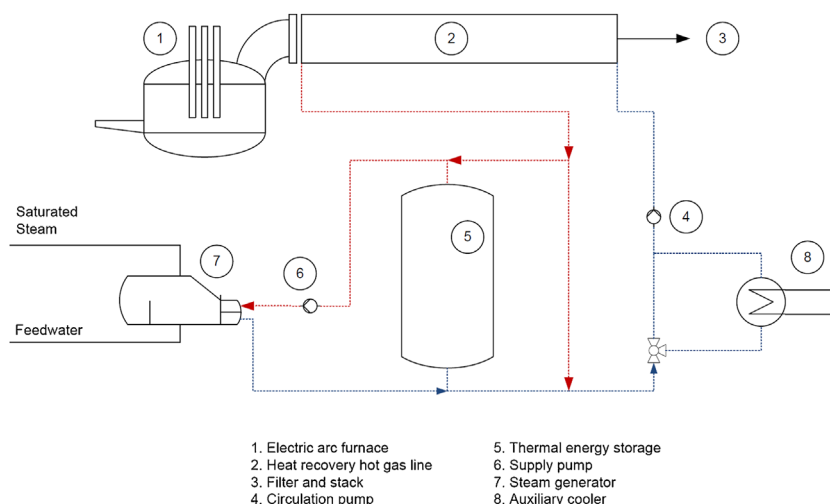 1
2
3
Saturated
Steam
4
5
7
6
8
Feedwater
1. Electric arc furnace
2. Heat recovery hot gas line
3. Filter and stack
4. Circulation pump
5. Thermal energy storage
6. Supply pump
7. Steam generator
8. Auxiliary cooler